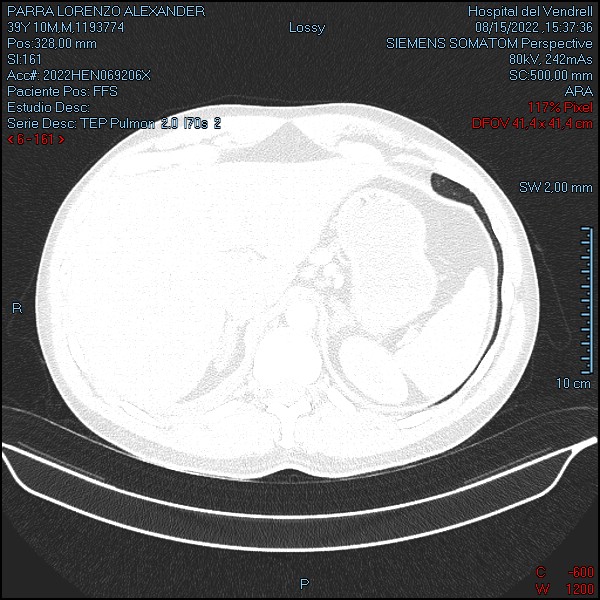 PARRA LORENZO ALEXANDER
39Y 10M,M,1193774
Pos:328,00 mm
SI:161
Acc#: 2022HEN069206X
Paciente Pos: FFS
Estudio Desc:
Serie Desc: TEP Pulmon 2.0 I70s 2
< 6 - 161 >
Lossy
Hospital del Vendrell
08/15/2022 ,15:37:36
SIEMENS SOMATOM Perspective
80kV, 242mAs
SC:500,00 mm
ARA
117% Pixel
DFOV 41,4 x 41,4 cm
SW 2,00 mm
R
10 cm
P
C -600
W 1200